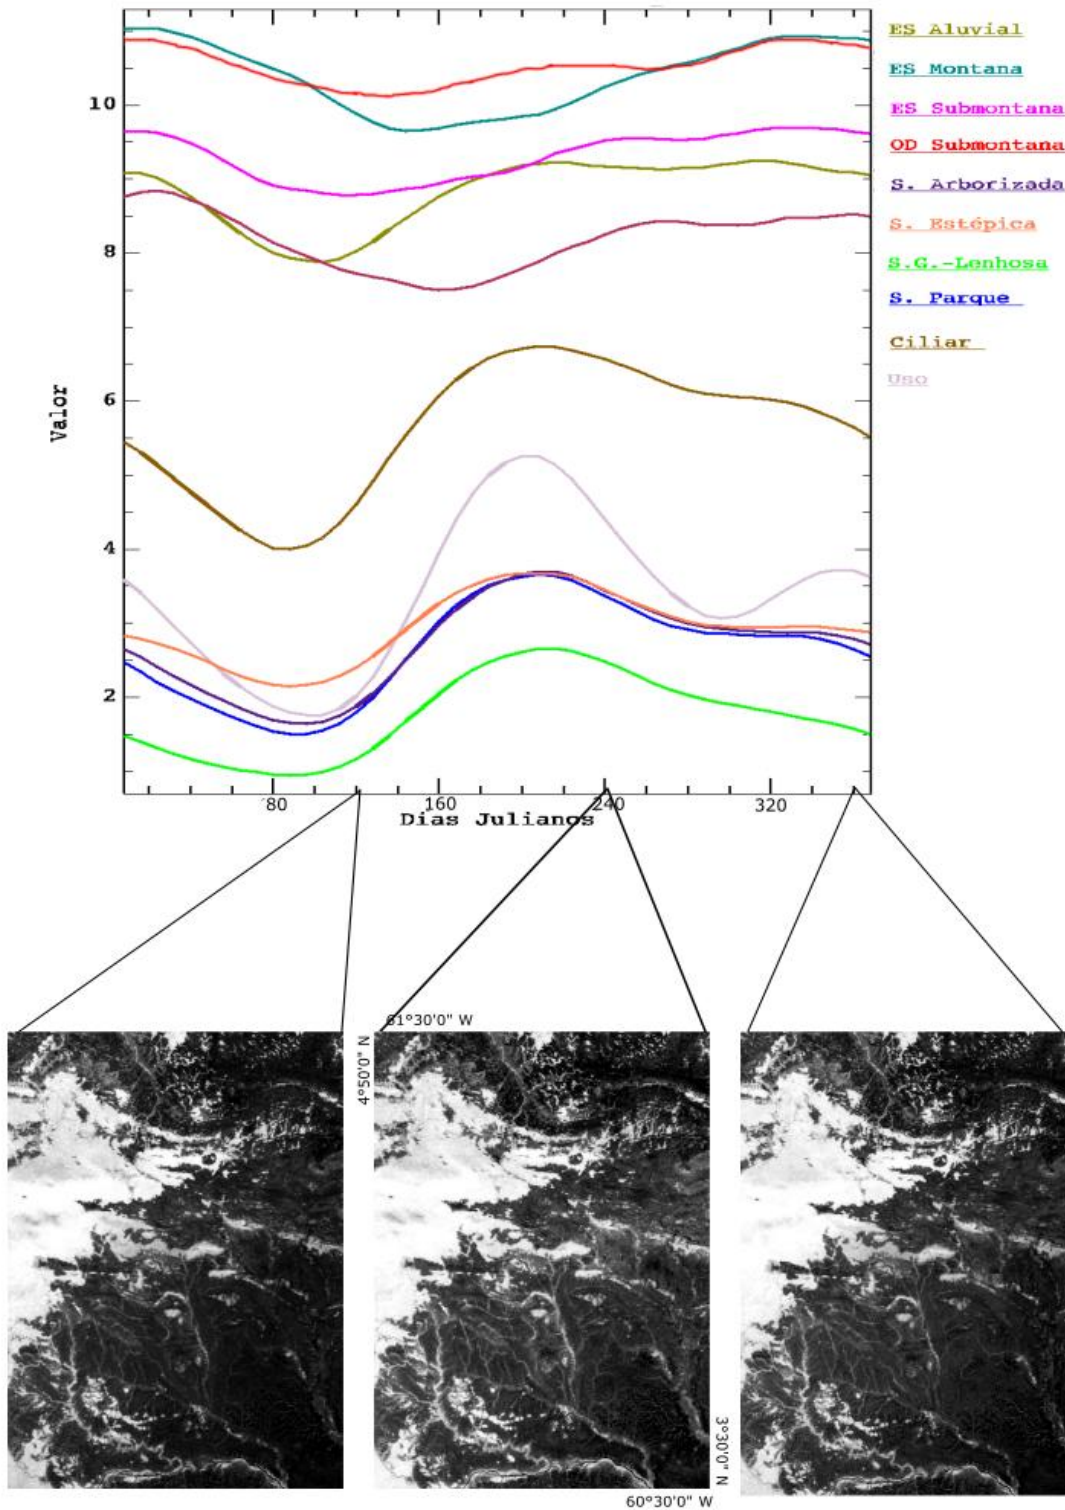 ES Aluvial
ES Montana
ES Submontana
OD Submontana
S. Arborizada
S. Estépica
S.G.-Lenhosa
S. Parque
Ciliar
Uso
10
8
6
4
2
Valor
80
160
240
320
Dias Julianos
61°30'0" W
4°50'0" N
3°30'0" N
60°30'0" W